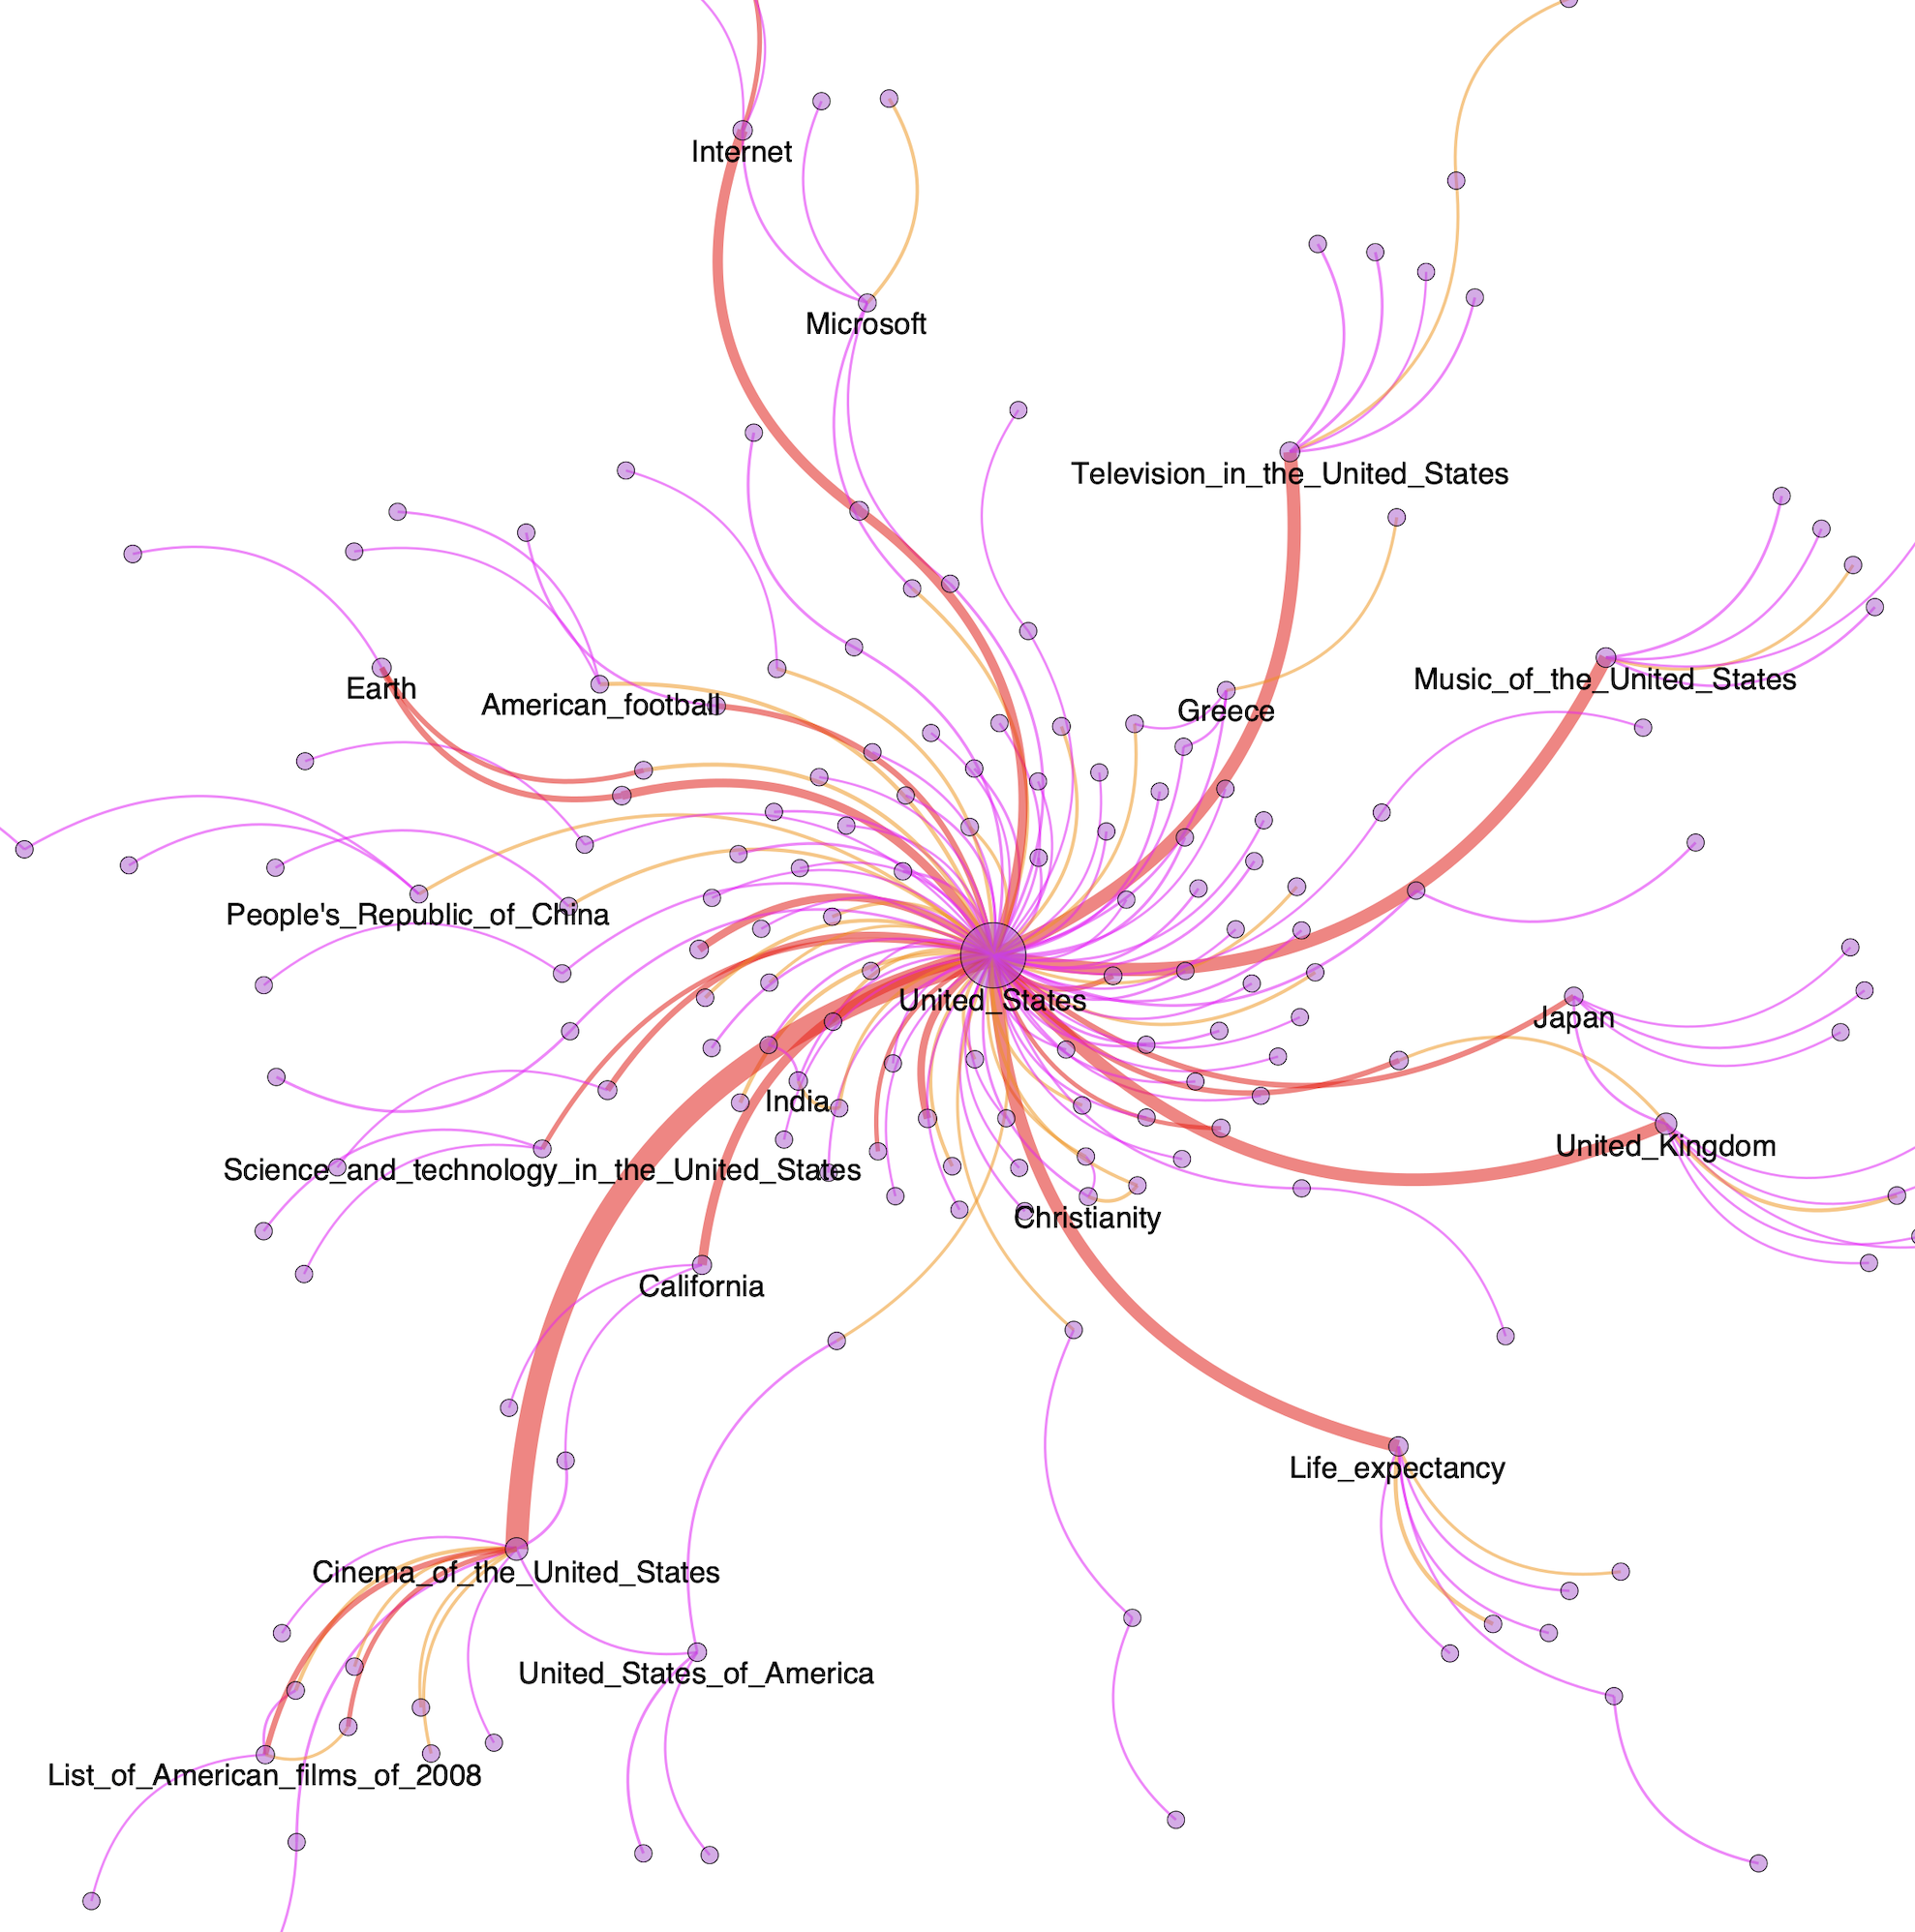 Internet
Microsoft
Television_in_the_United_States
Music_of_the_United_States
Earth
American_football
Greece
People's_Republic_of_China
United_States
Japan
India
United_Kingdom
Science_and_technology_in_the_United_States
Christianity
California
Life_expectancy
Cinema_of_the_United_States
United_States_of_America
List_of_American_films_of_2008